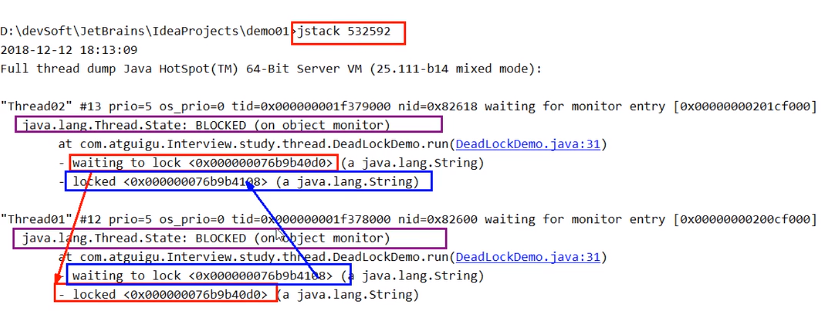 D:\devSoft\JetBrains\IdeaProjects\demo01>jstack 532592
2018-12-12 18:13:09
Full thread dump Java HotSpot(TM) 64-Bit Server VM (25.111-b14 mixed mode):
"Thread02" #13 prio=5 os_prio=0 tid=0x000000001f379000 nid=0x82618 waiting for monitor entry [0x00000000201cf000]
java.lang.Thread.State: BLOCKED (on object monitor)
at com.atguigu.Interview.study.thread.DeadLockDemo.run(DeadLockDemo.java:31)
- waiting to lock <0x000000076b9b40d0> (a java.lang.String)
- locked <0x000000076b9b4108> (a java.lang.String)
"Thread01" #12 prio=5 os_prio=0 tid=0x000000001f378000 nid=0x82600 waiting for monitor entry [0x00000000200cf000]
java.lang.Thread.State: BLOCKED (on object monitor)
at com.atguigu.Interview.study.thread.DeadLockDemo.run(DeadLockDemo.java:31)
- waiting to lock <0x000000076b9b4108> (a java.lang.String)
- locked <0x000000076b9b40d0> (a java.lang.String)